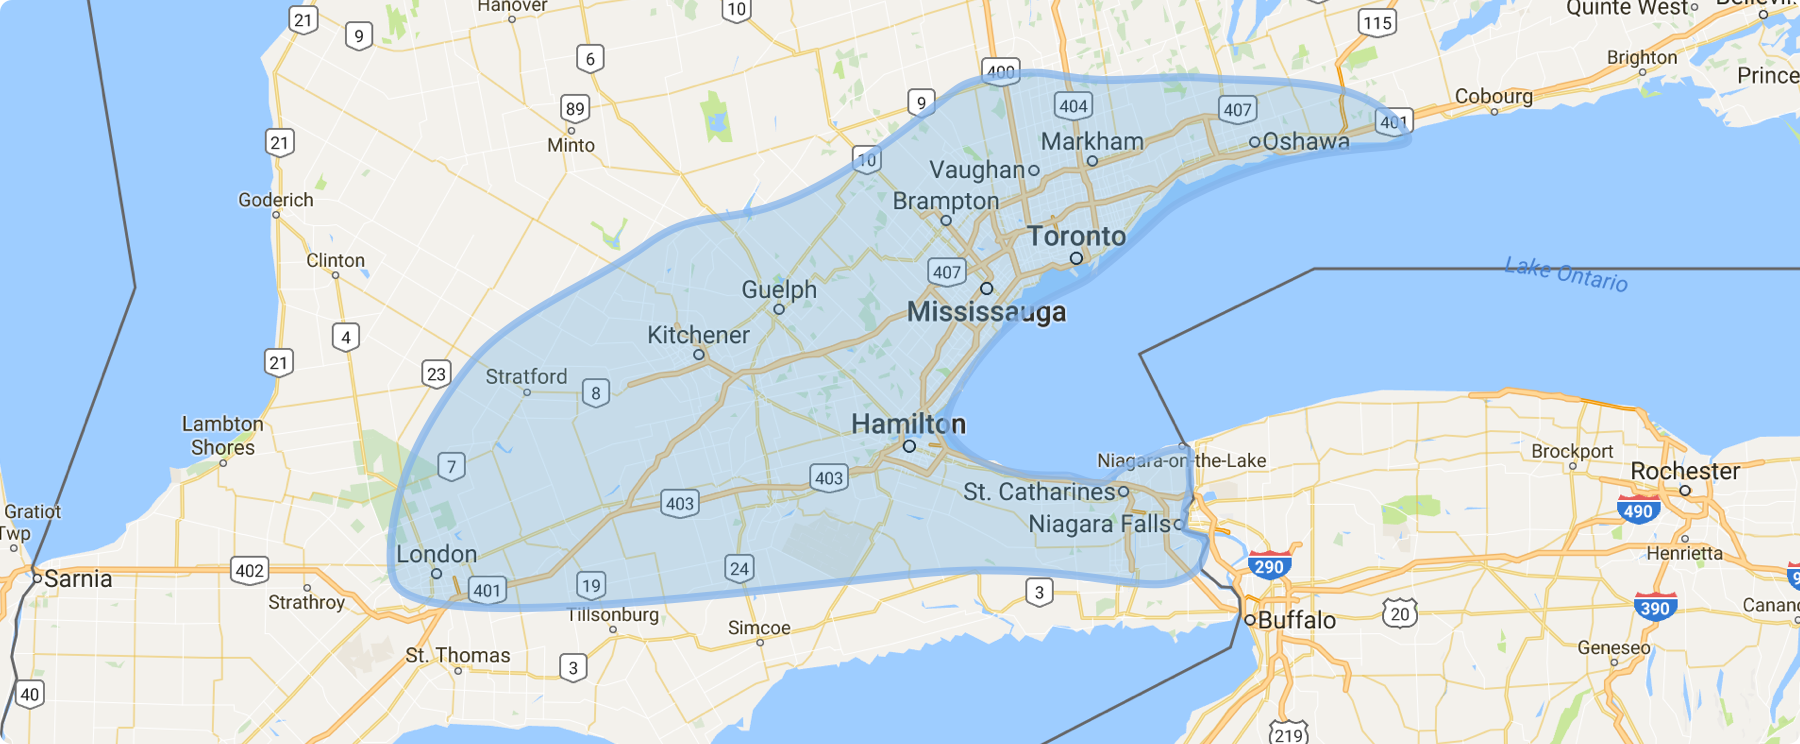 Hanover
10
21
9
115
Quinte West
6
400
Brighton
Prince
9
89
404
407
Cobourg
401
21
Minto
Markham
Oshawa
10
Vaughan
Brampton
Goderich
Toronto
Clinton
407
Lake Ontario
Guelph
Mississauga
4
Kitchener
21
23
Stratford
8
Lambton
Shores
Hamilton
Niagara-on-the-Lake
Brockport
Rochester
7
403
403
St. Catharines
490
Gratiot
Twp
Niagara Falls
London
Henrietta
402
Sarnia
401
19
24
290
9
3
Strathroy
Tillsonburg
Simcoe
Buffalo
20
390
Canand
St. Thomas
3
Geneseo
40
219